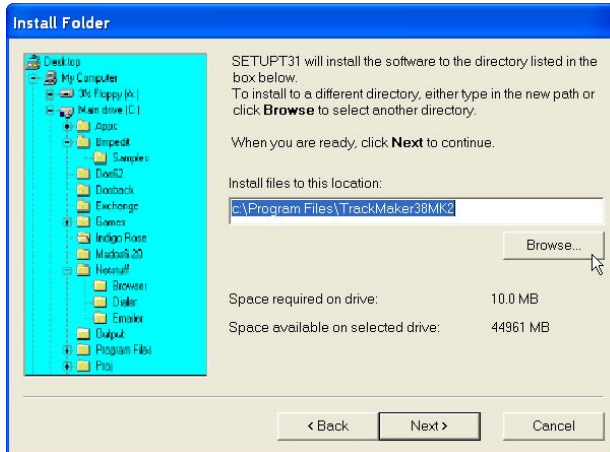 Install Folder
Desktop
My Computer
3½ Floppy (A:)
Main drive (C:)
Apps
Bmpedit
Samples
Dos62
Dosback
Exchange
Games
Indigo Rose
Netstuff
Browser
Dialer
Emailer
Output
Program Files
Proj
SETUPT31 will install the software to the directory listed in the
box below.
To install to a different directory, either type in the new path or
click Browse to select another directory.
When you are ready, click Next to continue.
Install files to this location:
c:\Program Files\TrackMaker38MK2
Browse...
Space required on drive: 10.0 MB
Space available on selected drive: 44961 MB
< Back
Next >
Cancel